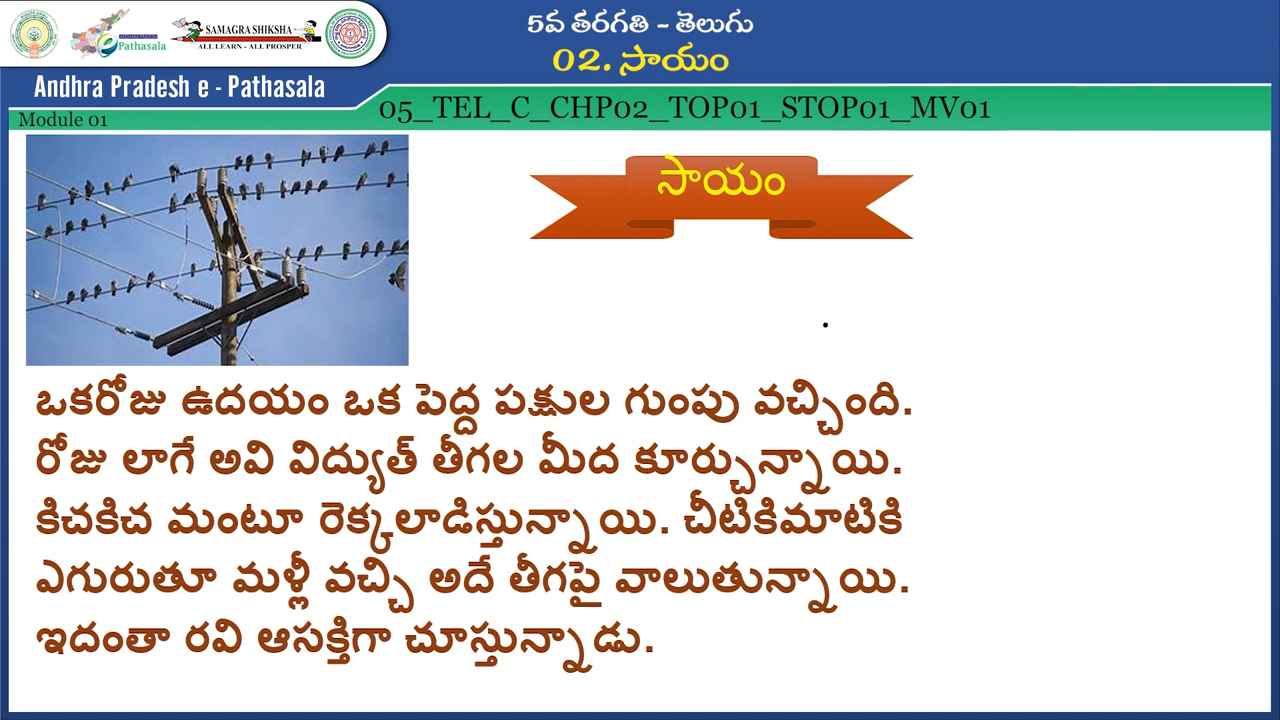 5వ తరగతి - తెలుగు
02. సాయం
SAMAGRA SHIKSHA
ALL LEARN - ALL PROSPER
Pathasala
Andhra Pradesh e - Pathasala
05_TEL_C_CHP02_TOP01_STOP01_MV01
Module 01
సాయం
ఒకరోజు ఉదయం ఒక పెద్ద పక్షుల గుంపు వచ్చింది.
రోజు లాగే అవి విద్యుత్ తీగల మీద కూర్చున్నాయి.
కిచకిచ మంటూ రెక్కలాడిస్తున్నాయి. చీటికిమాటికి
ఎగురుతూ మళ్లీ వచ్చి అదే తీగపై వాలుతున్నాయి.
ఇదంతా రవి ఆసక్తిగా చూస్తున్నాడు.